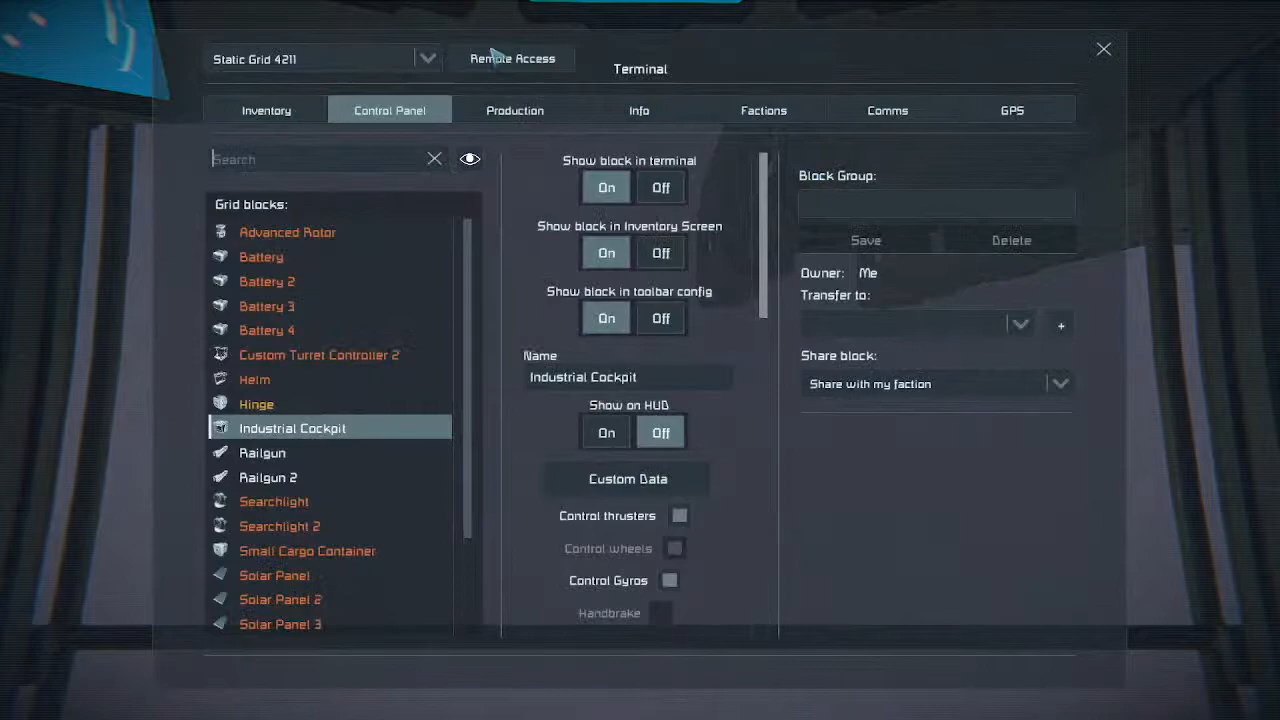 Static Grid 4211
Remote Access
Terminal
Inventory
Control Panel
Production
Info
Factions
Comms
GPS
Search
Grid blocks:
Advanced Rotor
Battery
Battery 2
Battery 3
Battery 4
Custom Turret Controller 2
Helm
Hinge
Industrial Cockpit
Railgun
Railgun 2
Searchlight
Searchlight 2
Small Cargo Container
Solar Panel
Solar Panel 2
Solar Panel 3
Show block in terminal
On Off
Show block in Inventory Screen
On Off
Show block in toolbar config
On Off
Name
Industrial Cockpit
Show on HUD
On Off
Custom Data
Control thrusters
Control wheels
Control Gyros
Handbrake
Block Group:
Save Delete
Owner: Me
Transfer to:
+
Share block:
Share with my faction